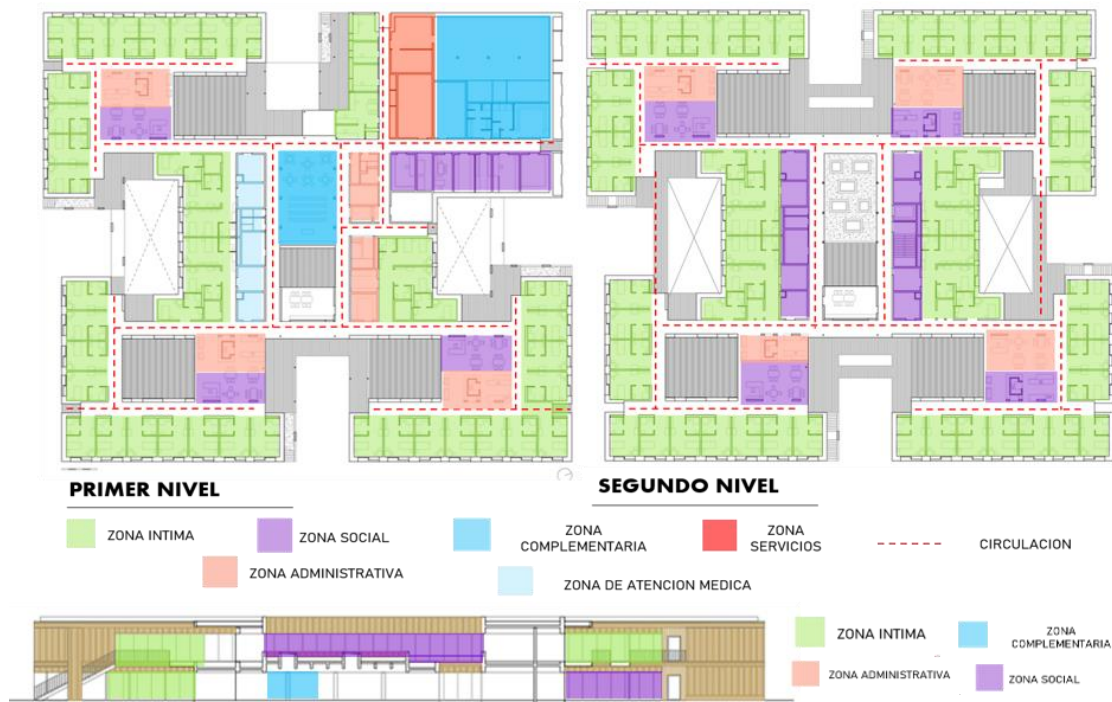 PRIMER NIVEL
SEGUNDO NIVEL
ZONA INTIMA
ZONA SOCIAL
ZONA
COMPLEMENTARIA
ZONA
SERVICIOS
CIRCULACION
ZONA ADMINISTRATIVA
ZONA DE ATENCION MEDICA
ZONA INTIMA
ZONA
COMPLEMENTARIA
ZONA ADMINISTRATIVA
ZONA SOCIAL